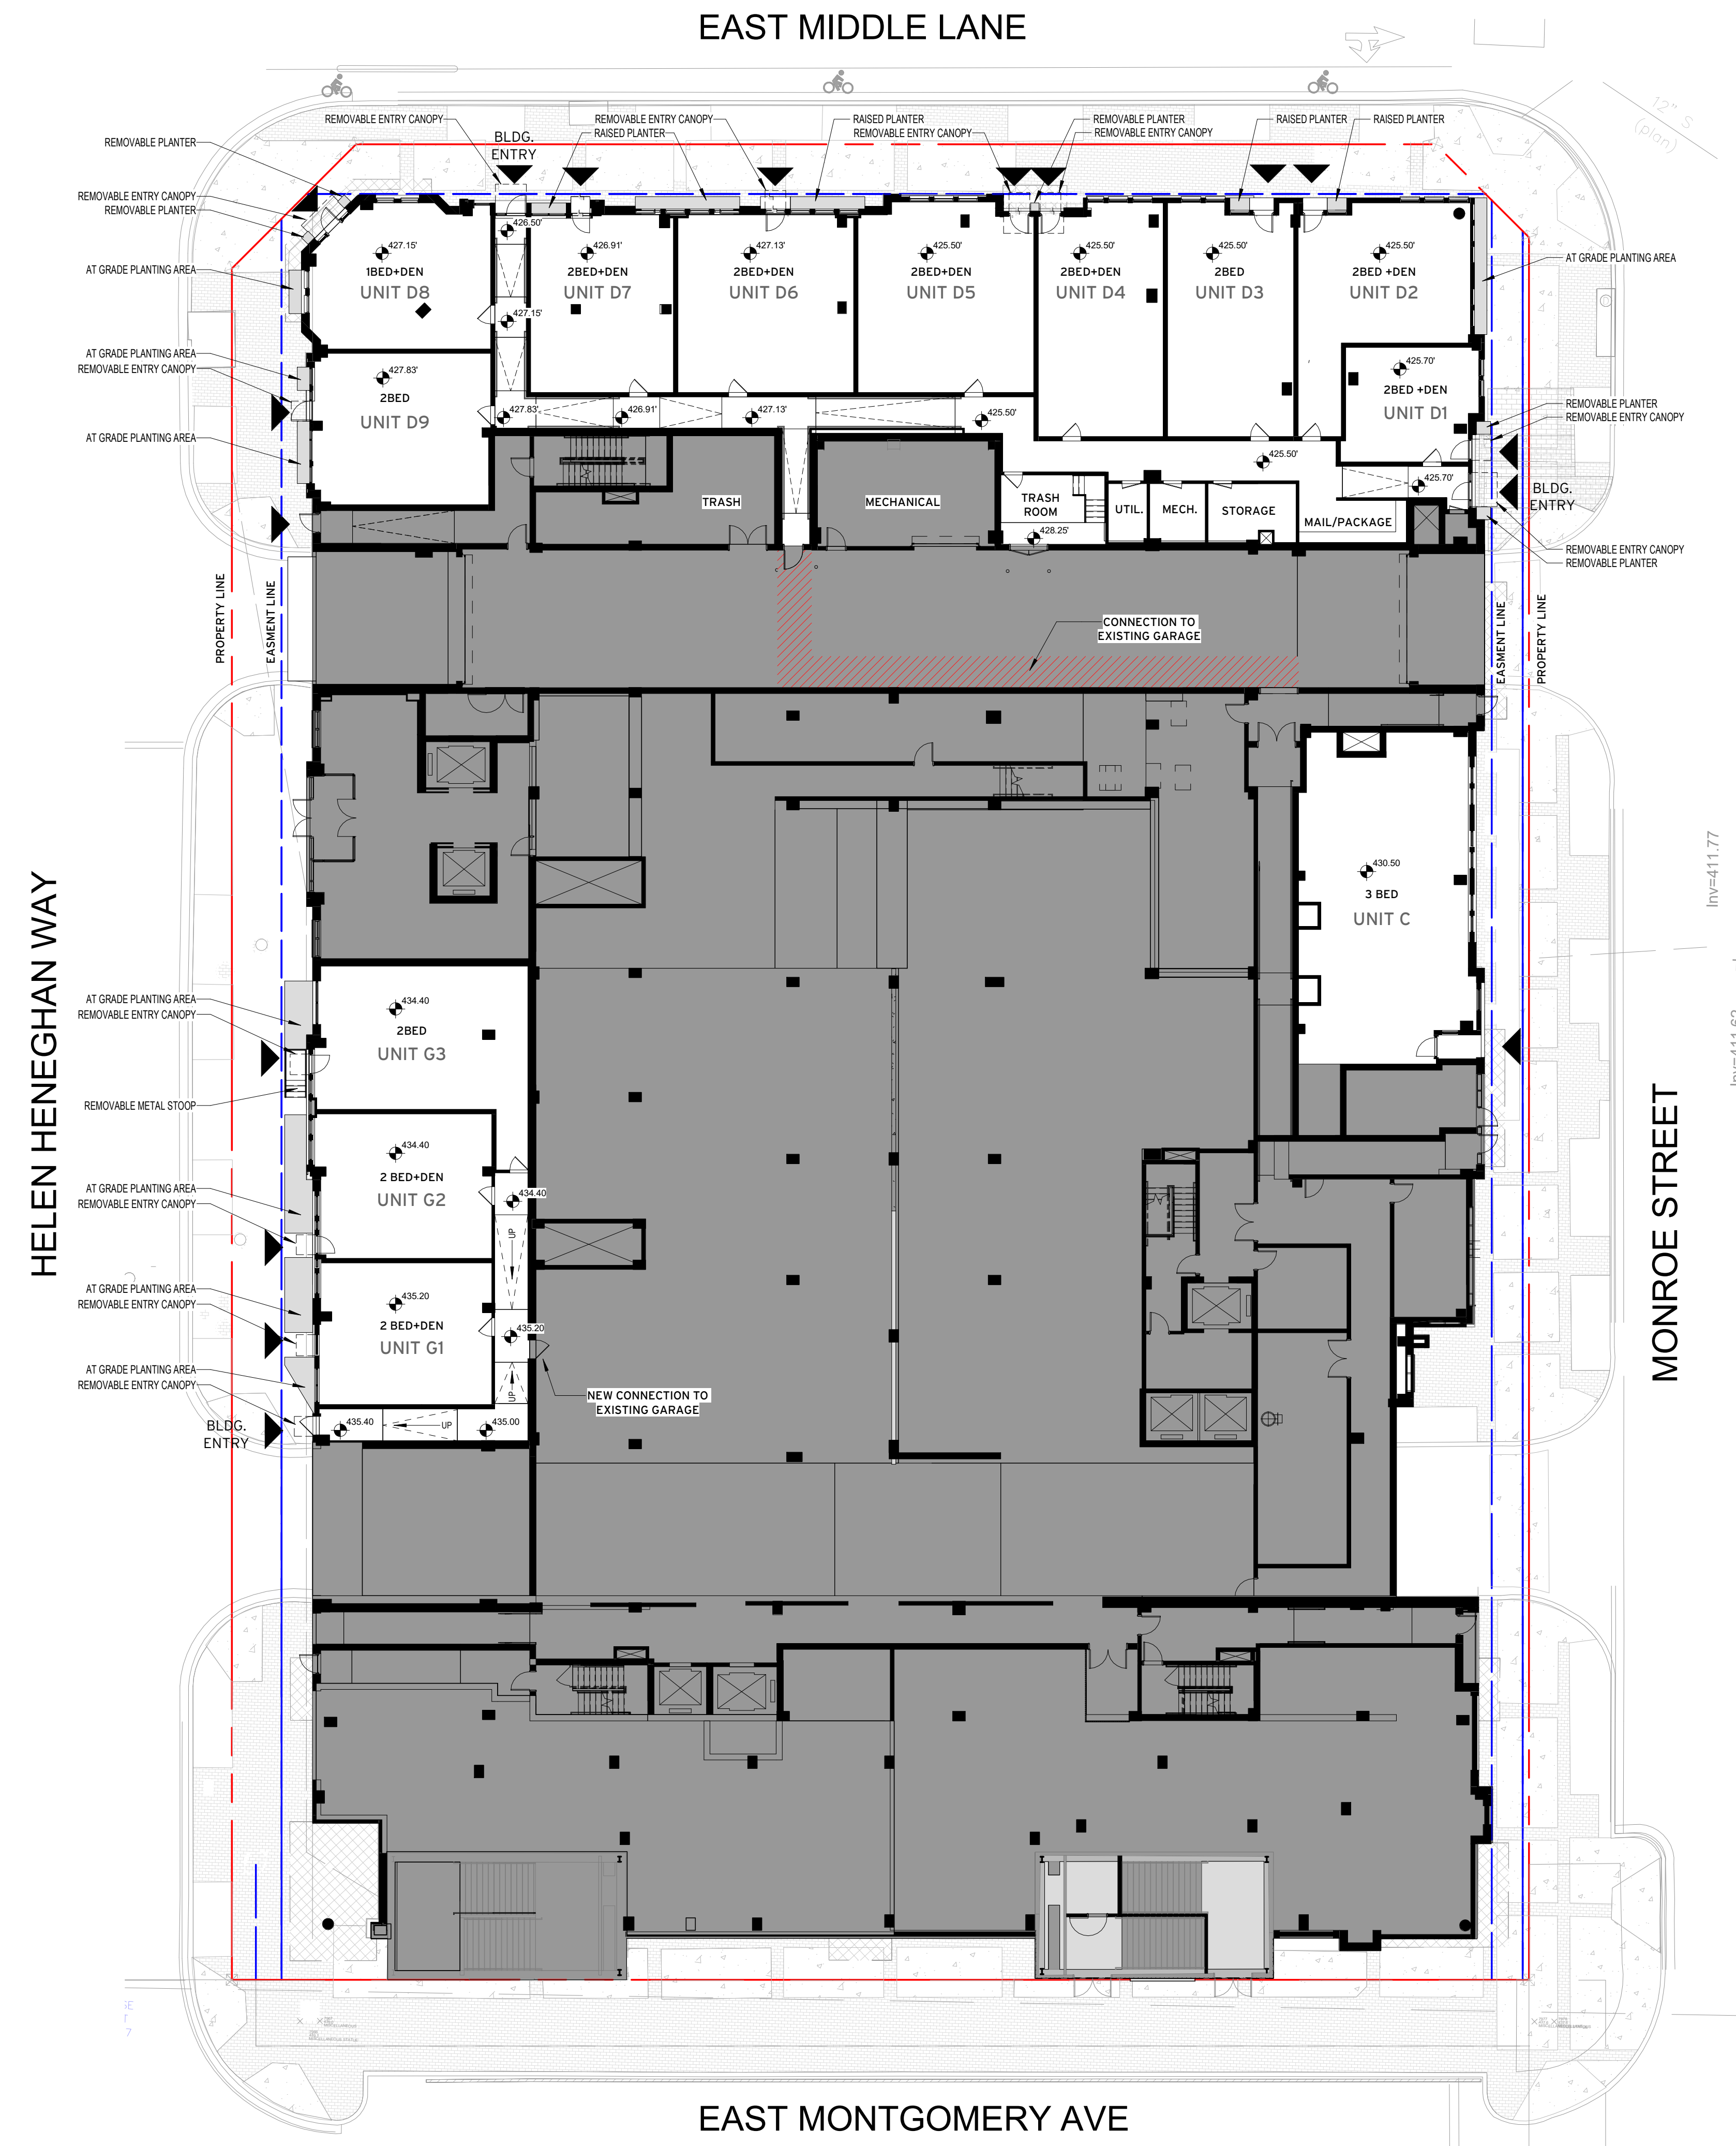 EAST MIDDLE LANE
12" S
(plan)
REMOVABLE ENTRY CANOPY
REMOVABLE ENTRY CANOPY
RAISED PLANTER
RAISED PLANTER
REMOVABLE ENTRY CANOPY
REMOVABLE PLANTER
REMOVABLE ENTRY CANOPY
RAISED PLANTER
RAISED PLANTER
BLDG.
ENTRY
REMOVABLE PLANTER
REMOVABLE ENTRY CANOPY
REMOVABLE PLANTER
AT GRADE PLANTING AREA
AT GRADE PLANTING AREA
REMOVABLE ENTRY CANOPY
AT GRADE PLANTING AREA
427.15'
1BED+DEN
UNIT D8
426.50'
427.15'
426.91'
2BED+DEN
UNIT D7
427.13'
2BED+DEN
UNIT D6
425.50'
2BED+DEN
UNIT D5
425.50'
2BED+DEN
UNIT D4
425.50'
2BED
UNIT D3
425.50'
2BED +DEN
UNIT D2
AT GRADE PLANTING AREA
427.83'
2BED
UNIT D9
425.70'
2BED +DEN
UNIT D1
REMOVABLE PLANTER
REMOVABLE ENTRY CANOPY
427.83'
426.91'
427.13'
425.50'
425.50'
425.70'
BLDG.
ENTRY
TRASH
MECHANICAL
TRASH
ROOM
428.25'
UTIL.
MECH.
STORAGE
MAIL/PACKAGE
REMOVABLE ENTRY CANOPY
REMOVABLE PLANTER
PROPERTY LINE
EASMENT LINE
CONNECTION TO
EXISTING GARAGE
EASMENT LINE
PROPERTY LINE
430.50
3 BED
UNIT C
Inv=411.77
HELEN HENEGHAN WAY
MONROE STREET
AT GRADE PLANTING AREA
REMOVABLE ENTRY CANOPY
REMOVABLE METAL STOOP
434.40
2BED
UNIT G3
434.40
2 BED+DEN
UNIT G2
434.40
UP
AT GRADE PLANTING AREA
REMOVABLE ENTRY CANOPY
AT GRADE PLANTING AREA
REMOVABLE ENTRY CANOPY
435.20
2 BED+DEN
UNIT G1
435.20
UP
AT GRADE PLANTING AREA
REMOVABLE ENTRY CANOPY
NEW CONNECTION TO
EXISTING GARAGE
BLDG.
ENTRY
435.40
UP
435.00
EAST MONTGOMERY AVE